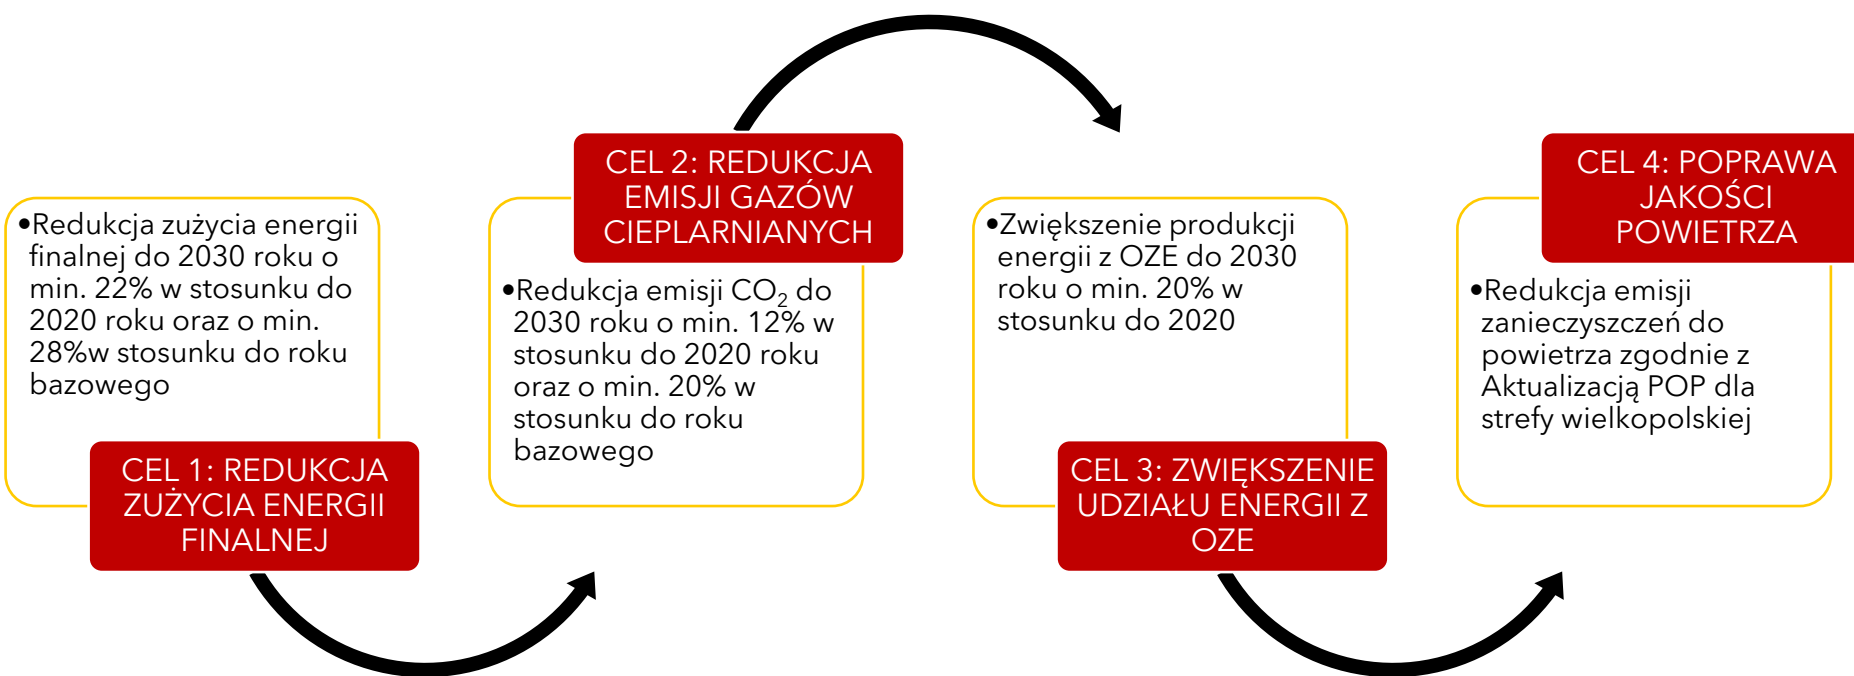 •Redukcja zużycia energii
finalnej do 2030 roku o
min. 22% w stosunku do
2020 roku oraz o min.
28%w stosunku do roku
bazowego
CEL 1: REDUKCJA
ZUŻYCIA ENERGII
FINALNEJ
CEL 2: REDUKCJA
EMISJI GAZÓW
CIEPLARNIANYCH
•Redukcja emisji CO₂ do
2030 roku o min. 12% w
stosunku do 2020 roku
oraz o min. 20% w
stosunku do roku
bazowego
•Zwiększenie produkcji
energii z OZE do 2030
roku o min. 20% w
stosunku do 2020
CEL 3: ZWIĘKSZENIE
UDZIAŁU ENERGII Z
OZE
CEL 4: POPRAWA
JAKOŚCI
POWIETRZA
•Redukcja emisji
zanieczyszczeń do
powietrza zgodnie z
Aktualizacją POP dla
strefy wielkopolskiej